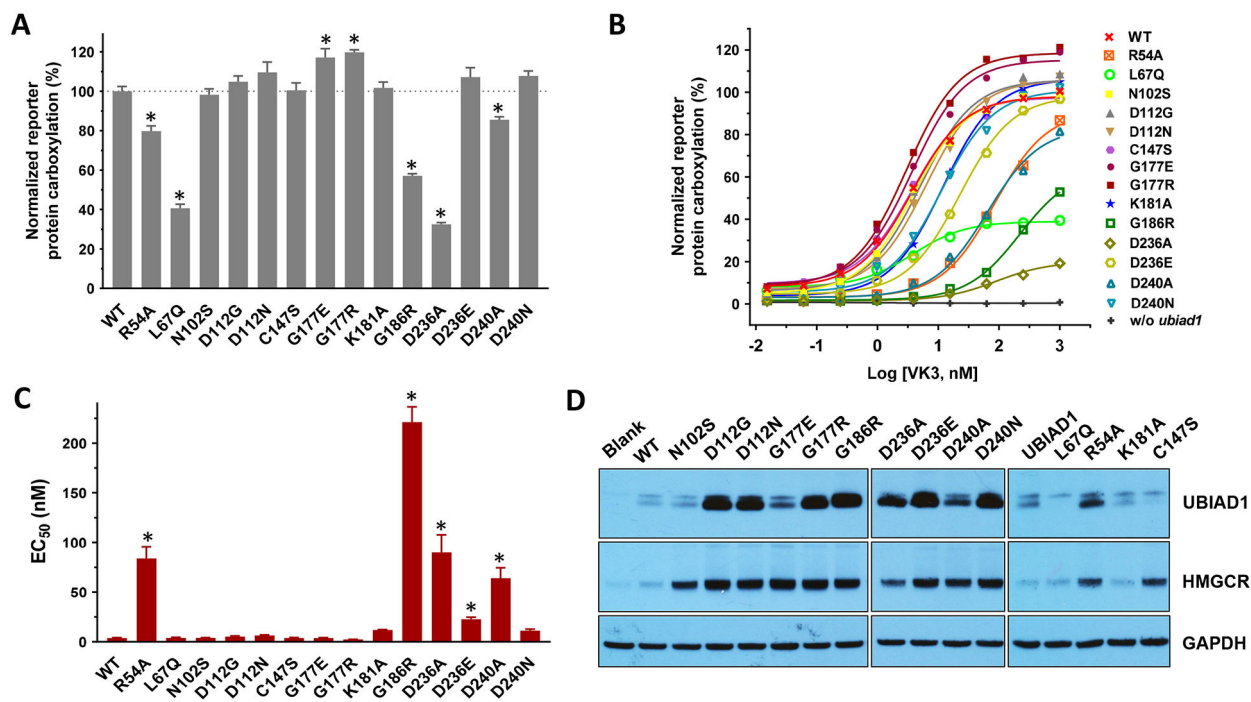 A
Normalized reporter
protein carboxylation (%)
120
100
80
60
40
20
0
WT
R54A
L67Q
N102S
D112G
D112N
C147S
G177E
G177R
K181A
G186R
D236A
D236E
D240A
D240N
* * * * * * *
B
Normalized reporter
protein carboxylation (%)
120
100
80
60
40
20
0
-2 -1 0 1 2 3
Log [VK3, nM]
WT
R54A
L67Q
N102S
D112G
D112N
C147S
G177E
G177R
K181A
G186R
D236A
D236E
D240A
D240N
w/o ubiad1
C
EC50 (nM)
200
150
100
50
0
* * * * *
WT
R54A
L67Q
N102S
D112G
D112N
C147S
G177E
G177R
K181A
G186R
D236A
D236E
D240A
D240N
D
Blank
WT
N102S
D112G
D112N
G177E
G177R
G186R
D236A
D236E
D240A
D240N
UBIAD1
L67Q
R54A
K181A
C147S
UBIAD1
HMGCR
GAPDH